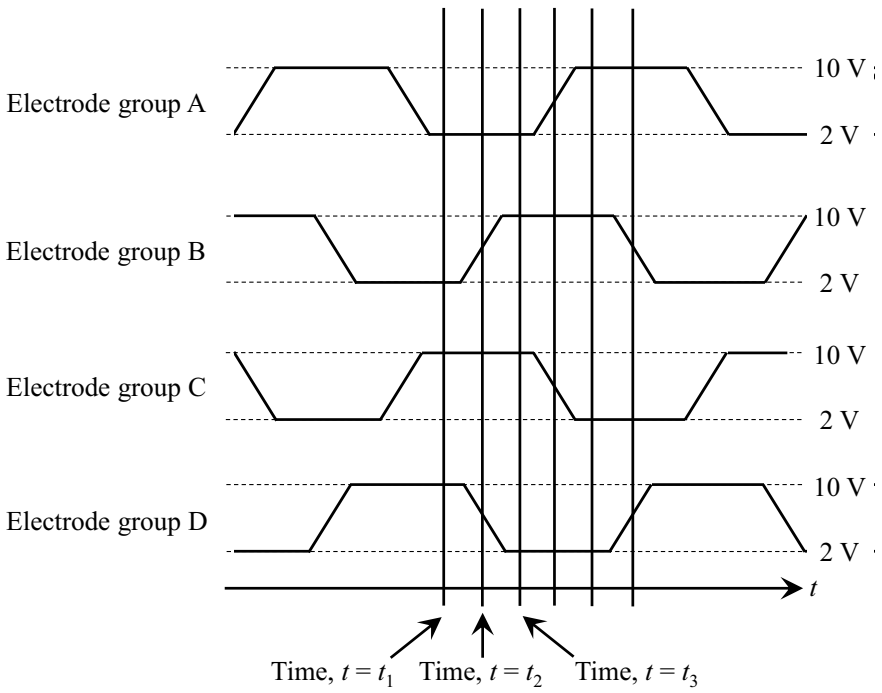 10 V
Electrode group A
2 V
10 V
Electrode group B
2 V
10 V
Electrode group C
2 V
10 V
Electrode group D
2 V
t
Time, t = t1 Time, t = t2 Time, t = t3